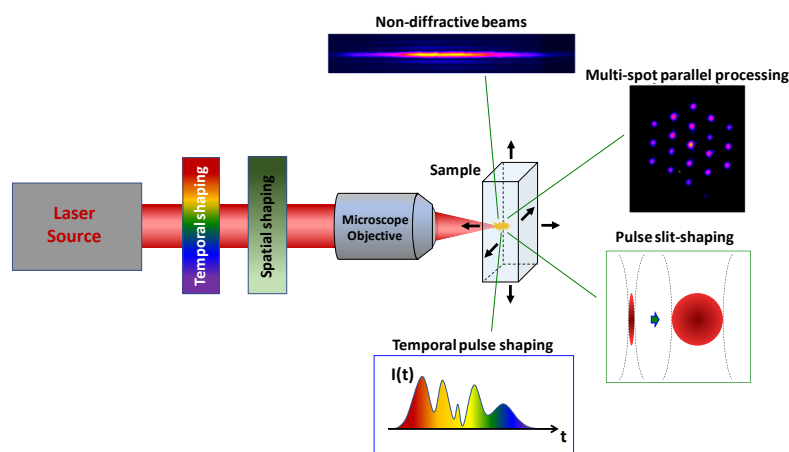 Non-diffractive beams
Multi-spot parallel processing
Sample
Laser
Source
Temporal shaping
Spatial shaping
Microscope
Objective
Pulse slit-shaping
Temporal pulse shaping
I(t)
t